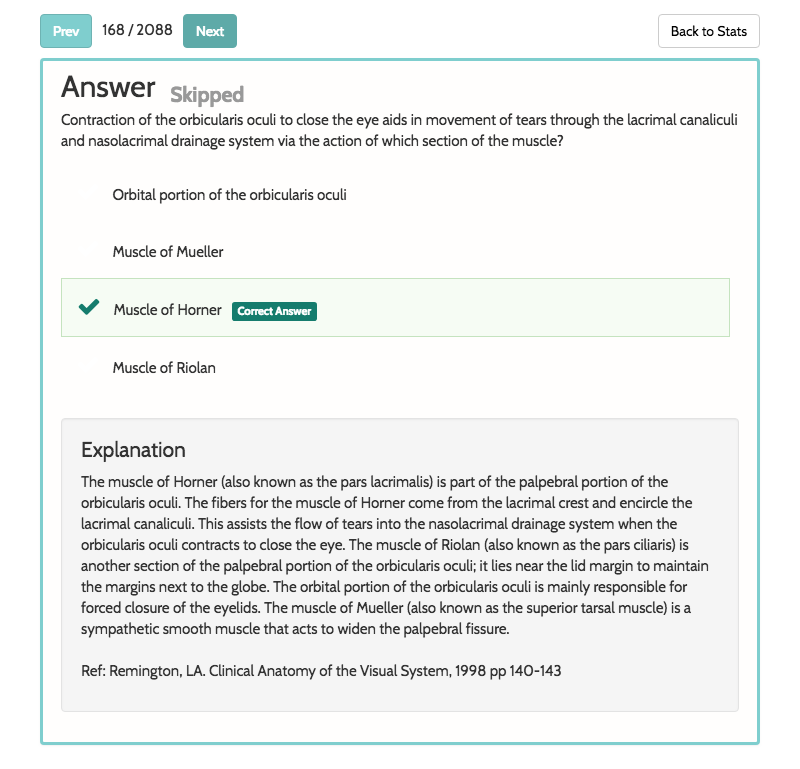 Prev 168 / 2088 Next Back to Stats
Answer Skipped
Contraction of the orbicularis oculi to close the eye aids in movement of tears through the lacrimal canaliculi
and nasolacrimal drainage system via the action of which section of the muscle?
Orbital portion of the orbicularis oculi
Muscle of Mueller
Muscle of Horner Correct Answer
Muscle of Riolan
Explanation
The muscle of Horner (also known as the pars lacrimalis) is part of the palpebral portion of the
orbicularis oculi. The fibers for the muscle of Horner come from the lacrimal crest and encircle the
lacrimal canaliculi. This assists the flow of tears into the nasolacrimal drainage system when the
orbicularis oculi contracts to close the eye. The muscle of Riolan (also known as the pars ciliaris) is
another section of the palpebral portion of the orbicularis oculi; it lies near the lid margin to maintain
the margins next to the globe. The orbital portion of the orbicularis oculi is mainly responsible for
forced closure of the eyelids. The muscle of Mueller (also known as the superior tarsal muscle) is a
sympathetic smooth muscle that acts to widen the palpebral fissure.
Ref: Remington, LA. Clinical Anatomy of the Visual System, 1998 pp 140-143